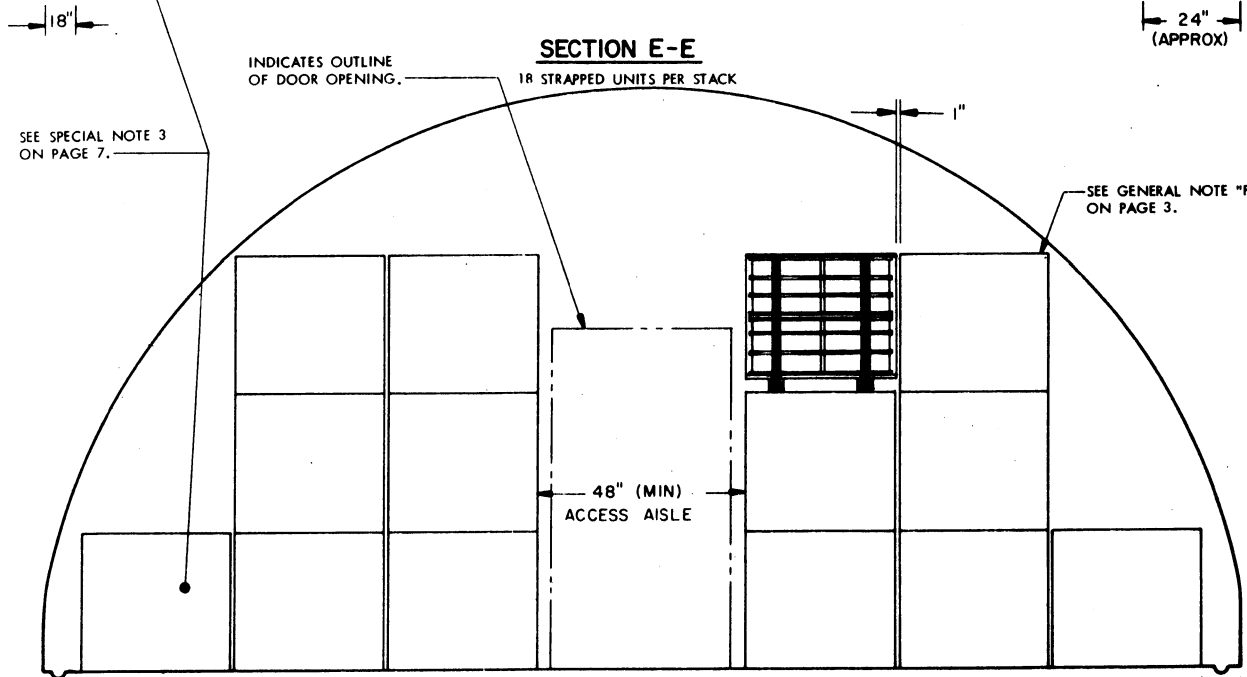 18"
24"
(APPROX)
SECTION E-E
18 STRAPPED UNITS PER STACK
INDICATES OUTLINE
OF DOOR OPENING.
1"
SEE SPECIAL NOTE 3
ON PAGE 7.
SEE GENERAL NOTE "F
ON PAGE 3.
48" (MIN)
ACCESS AISLE